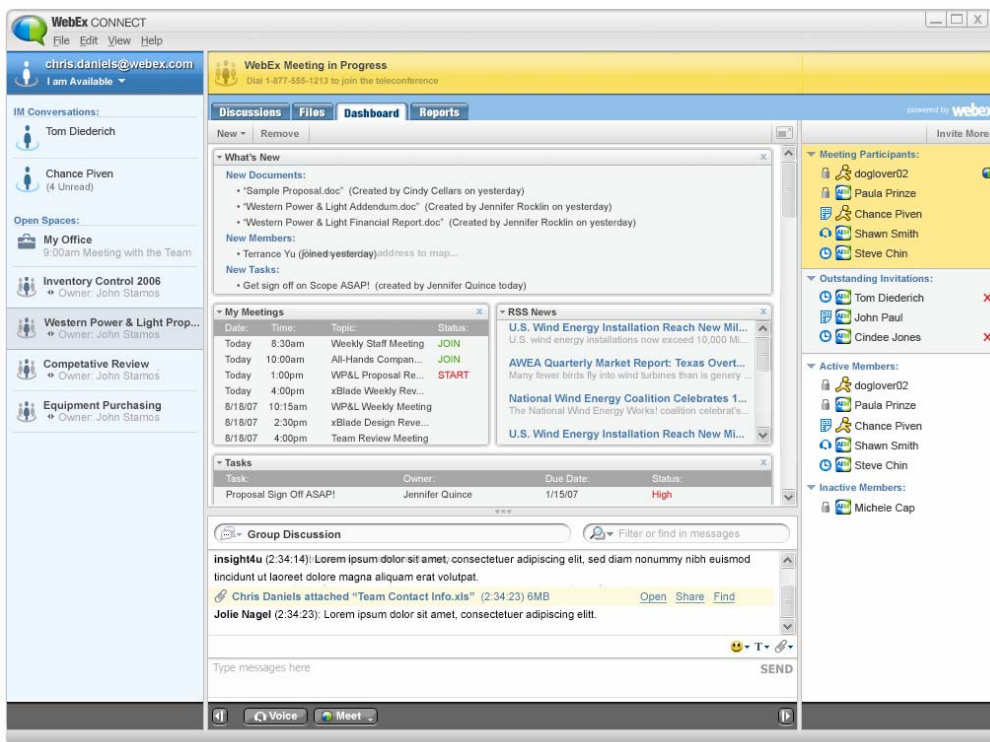 WebEx CONNECT
File Edit View Help
chris.daniels@webex.com
I am Available
IM Conversations:
Tom Diederich
Chance Piven
(4 Unread)
Open Spaces:
My Office
9:00am Meeting with the Team
Inventory Control 2006
Owner: John Stamos
Western Power & Light Prop...
Owner: John Stamos
Competative Review
Owner: John Stamos
Equipment Purchasing
Owner: John Stamos
WebEx Meeting in Progress
Dial 1-877-555-1213 to join the teleconference
Discussions Files Dashboard Reports
powered by webex
New Remove
Invite More
What's New
New Documents:
• "Sample Proposal.doc" (Created by Cindy Cellars on yesterday)
• "Western Power & Light Addendum.doc" (Created by Jennifer Rocklin on yesterday)
• "Western Power & Light Financial Report.doc" (Created by Jennifer Rocklin on yesterday)
New Members:
• Terrance Yu (joined yesterday) address to map...
New Tasks:
• Get sign off on Scope ASAP! (created by Jennifer Quince today)
My Meetings
Date: Time: Topic: Status:
Today 8:30am Weekly Staff Meeting JOIN
Today 10:00am All-Hands Compan... JOIN
Today 1:00pm WP&L Proposal Re... START
Today 4:00pm xBlade Weekly Rev...
8/18/07 10:15am WP&L Weekly Meeting
8/18/07 2:30pm xBlade Design Reve...
8/18/07 4:00pm Team Review Meeting
RSS News
U.S. Wind Energy Installation Reach New Mil...
U.S. wind energy installations now exceed 10,000 Mi...
AWEA Quarterly Market Report: Texas Overt...
Many fewer birds fly into wind turbines than is genery ...
National Wind Energy Coalition Celebrates 1...
The National Wind Energy Works! coalition celebrat's...
U.S. Wind Energy Installation Reach New Mi...
Tasks
Task: Owner: Due Date: Status:
Proposal Sign Off ASAP! Jennifer Quince 1/15/07 High
Group Discussion
Filter or find in messages
insight4u (2:34:14): Lorem ipsum dolor sit amet, consectetuer adipiscing elit, sed diam nonummy nibh euismod
tincidunt ut laoreet dolore magna aliquam erat volutpat.
Chris Daniels attached "Team Contact Info.xls" (2:34:23) 6MB Open Share Find
Jolie Nagel (2:34:23): Lorem ipsum dolor sit amet, consectetuer adipiscing elitt.
T
Type messages here
SEND
Voice Meet
Meeting Participants:
doglover02
Paula Prinze
Chance Piven
Shawn Smith
Steve Chin
Outstanding Invitations:
Tom Diederich
John Paul
Cindee Jones
Active Members:
doglover02
Paula Prinze
Chance Piven
Shawn Smith
Steve Chin
Inactive Members:
Michele Cap